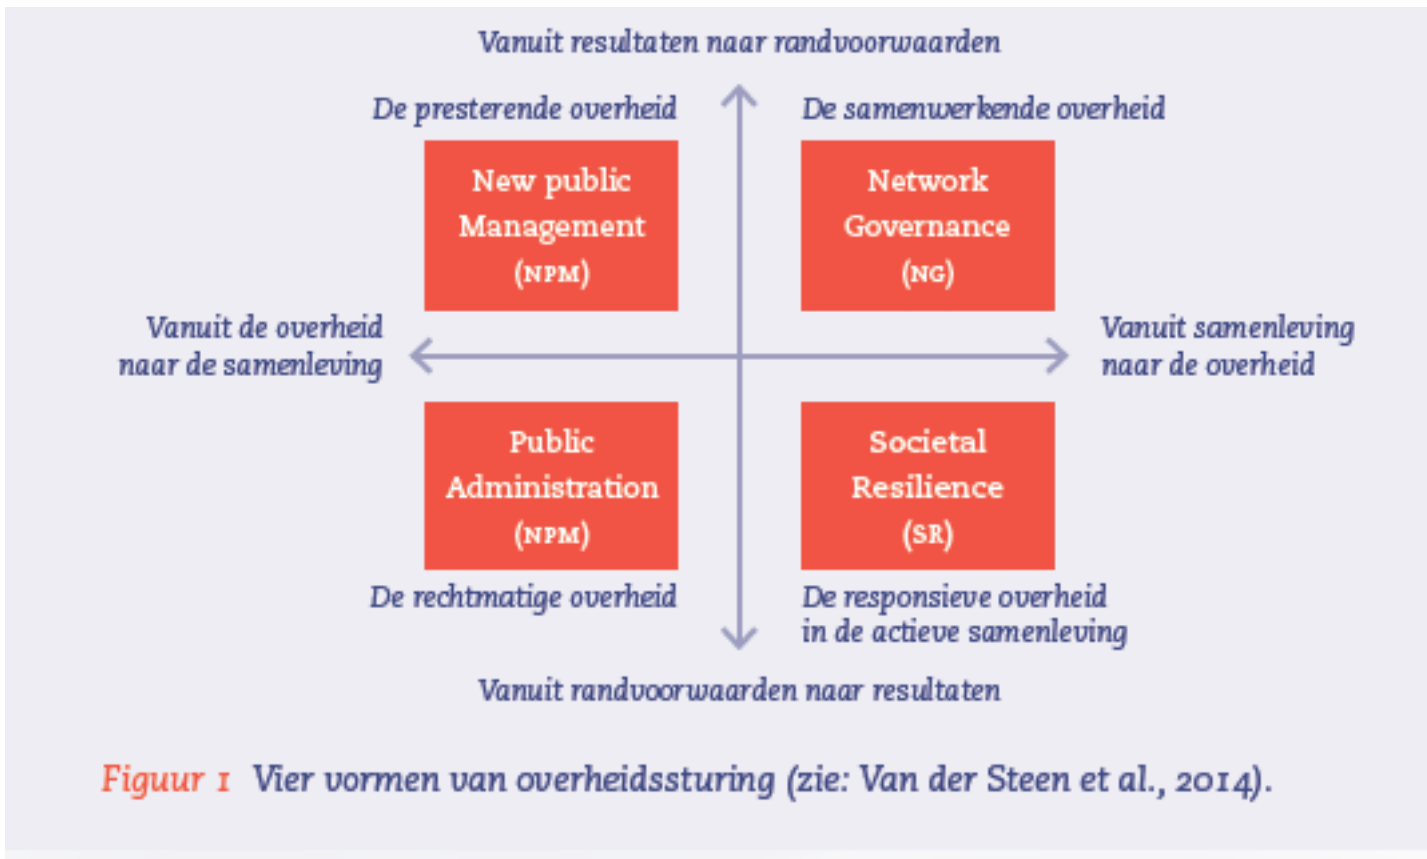 Vanuit resultaten naar randvoorwaarden
De presterende overheid
De samenwerkende overheid
New public
Management
(NPM)
Network
Governance
(NG)
Vanuit de overheid
naar de samenleving
Vanuit samenleving
naar de overheid
Public
Administration
(NPM)
Societal
Resilience
(SR)
De rechtmatige overheid
De responsieve overheid
in de actieve samenleving
Vanuit randvoorwaarden naar resultaten
Figuur 1 Vier vormen van overheidssturing (zie: Van der Steen et al., 2014).